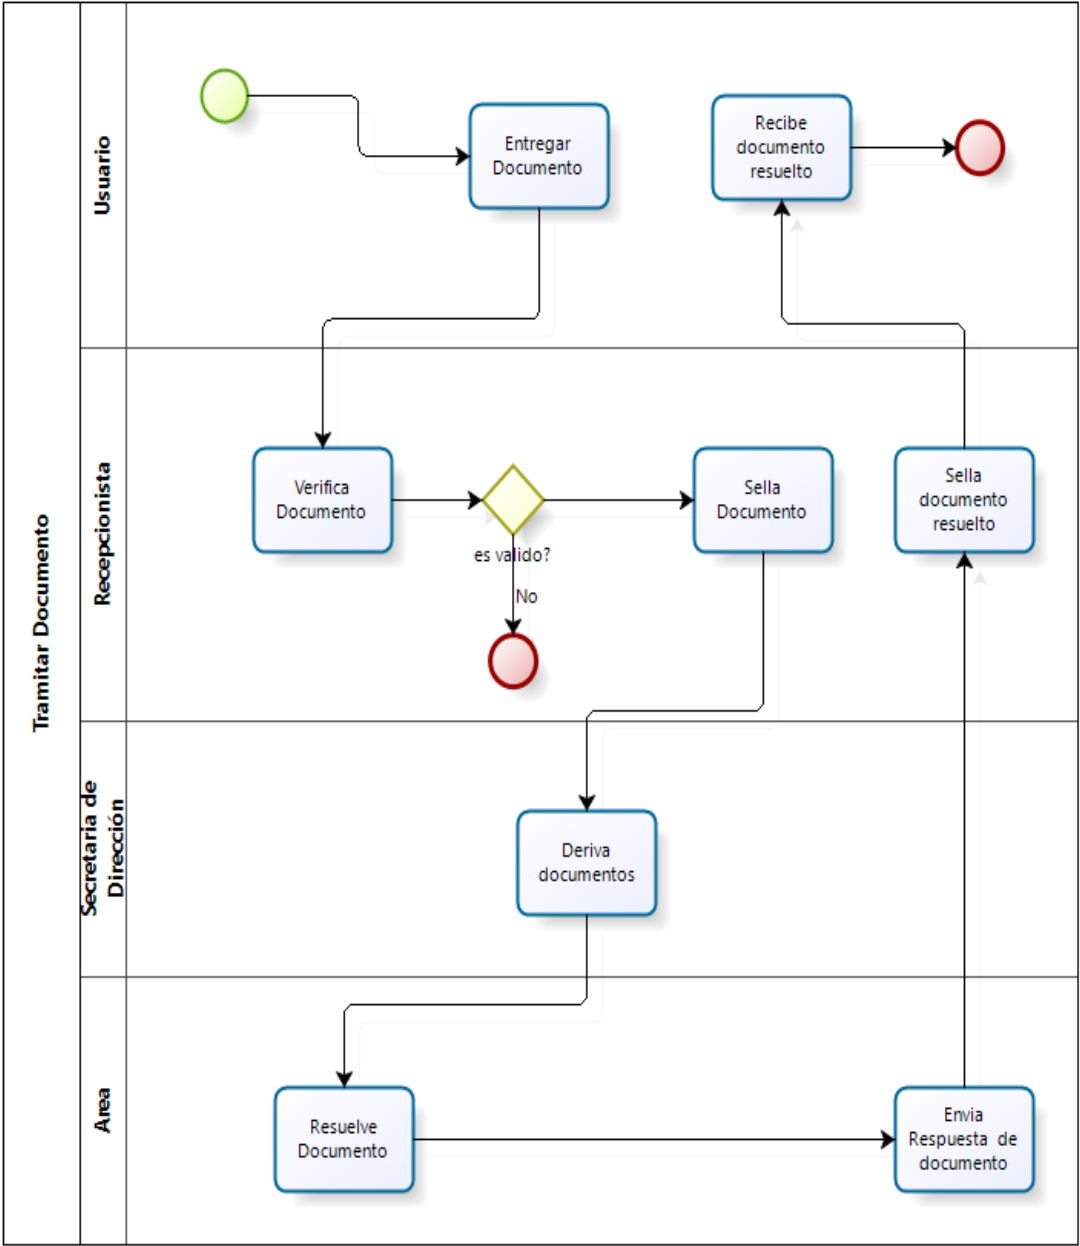 Tramitar Documento
Usuario
Entregar
Documento
Recibe
documento
resuelto
Recepcionista
Verifica
Documento
es valido?
No
Sella
Documento
Sella
documento
resuelto
Secretaria de
Dirección
Deriva
documentos
Area
Resuelve
Documento
Envia
Respuesta de
documento